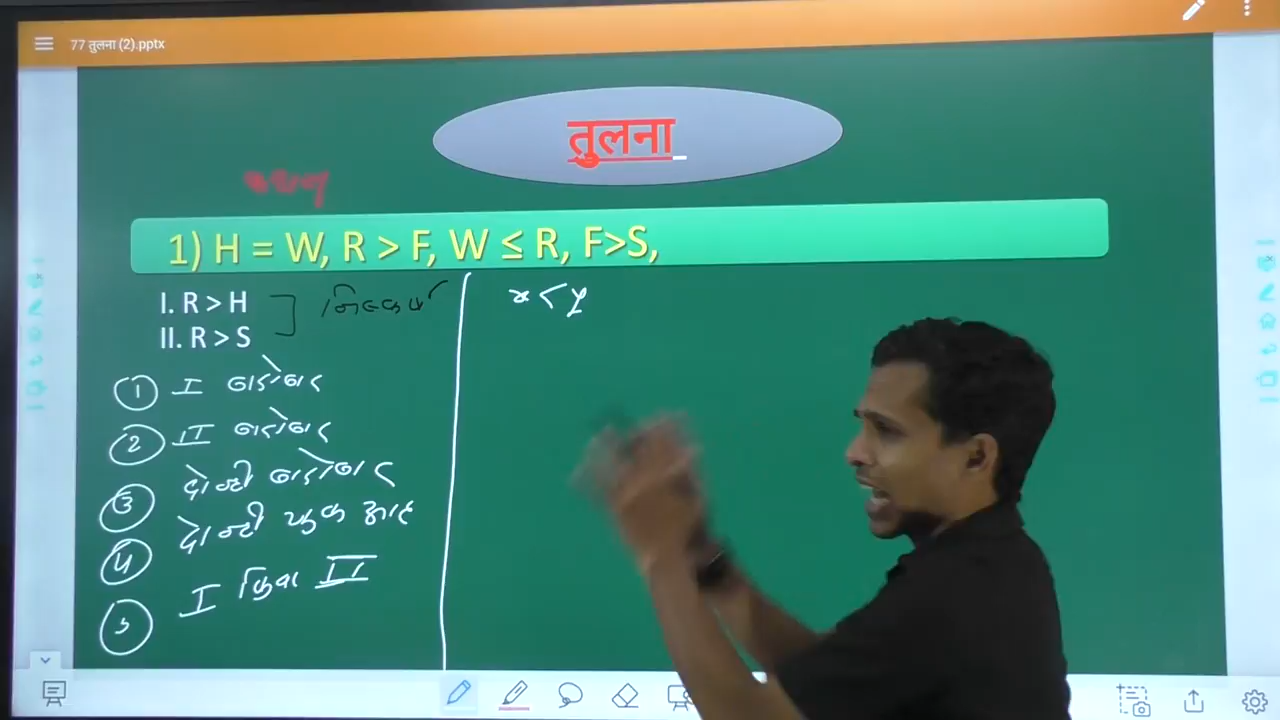 77 तुलना (2).pptx
तुलना
कथन
1) H = W, R > F, W ≤ R, F>S,
I. R > H
II. R > S
निष्कर्ष
x < y
① I बरोबर
② II बरोबर
③ दोन्ही बरोबर
④ दोन्ही चुक आहे
5 I किंवा II